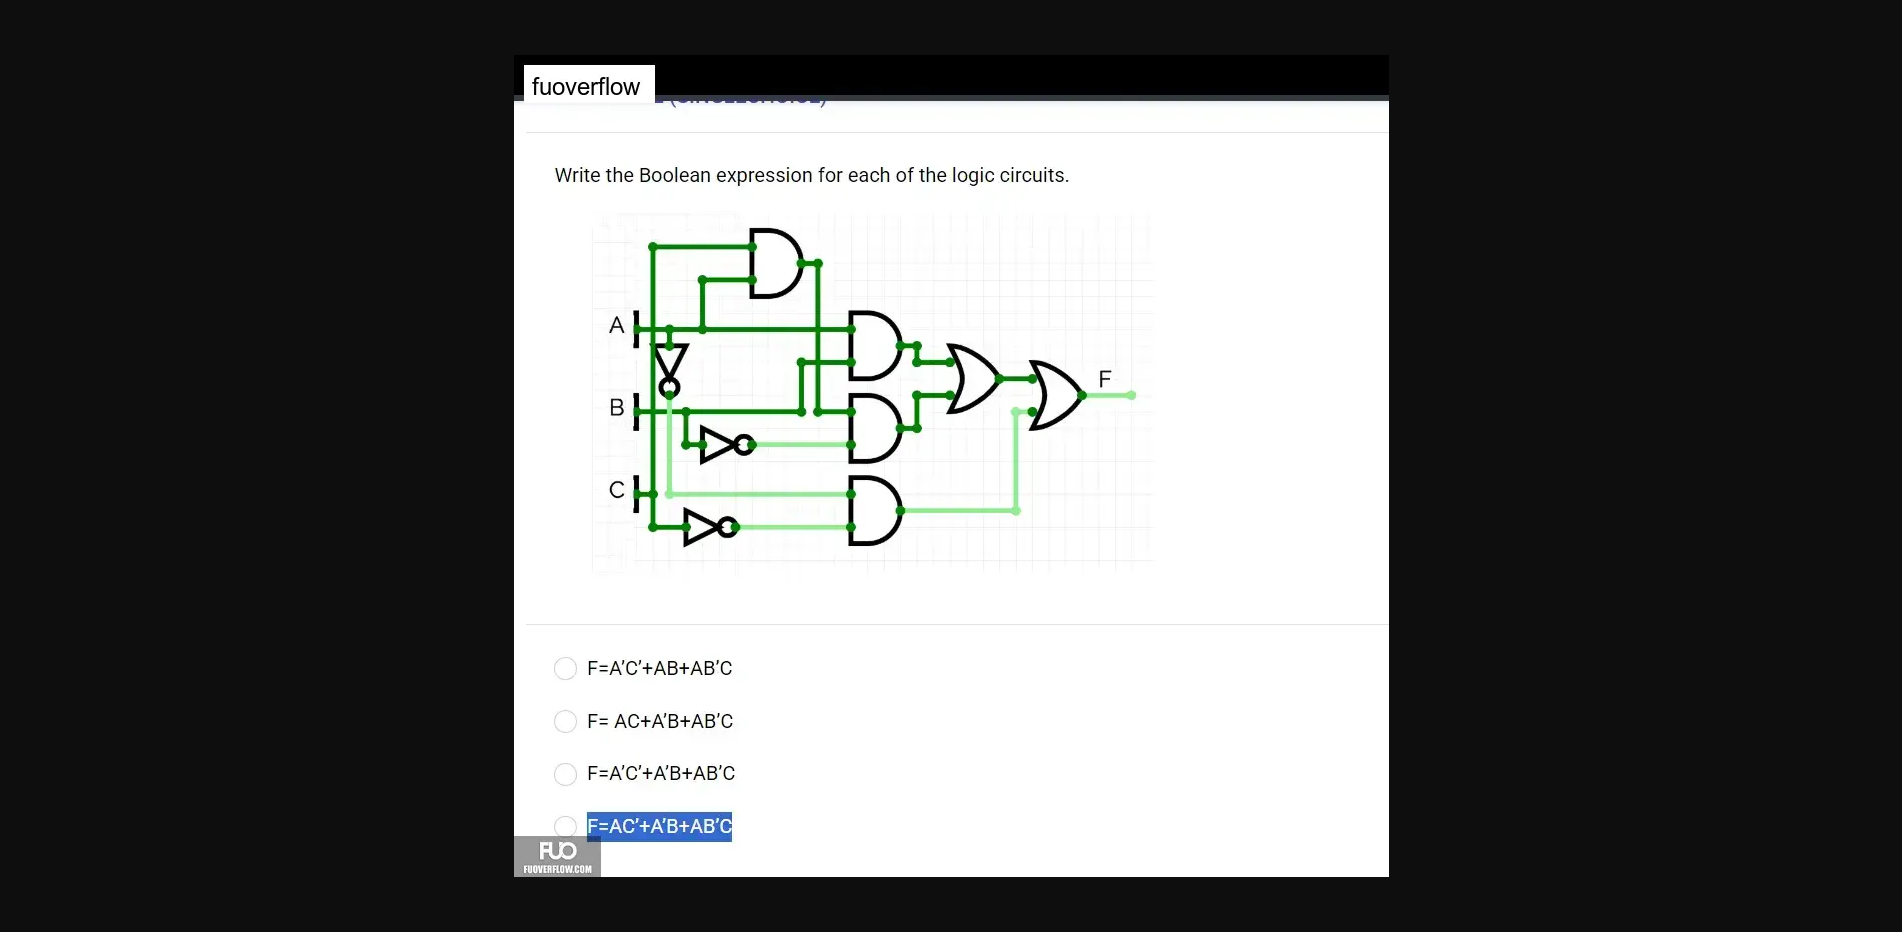 fuoverflow
Write the Boolean expression for each of the logic circuits.
A
B
C
F
F=A’C’+AB+AB’C
F= AC+A’B+AB’C
F=A’C’+A’B+AB’C
F=AC’+A’B+AB’C
FUO
FUOVERFLOW.COM